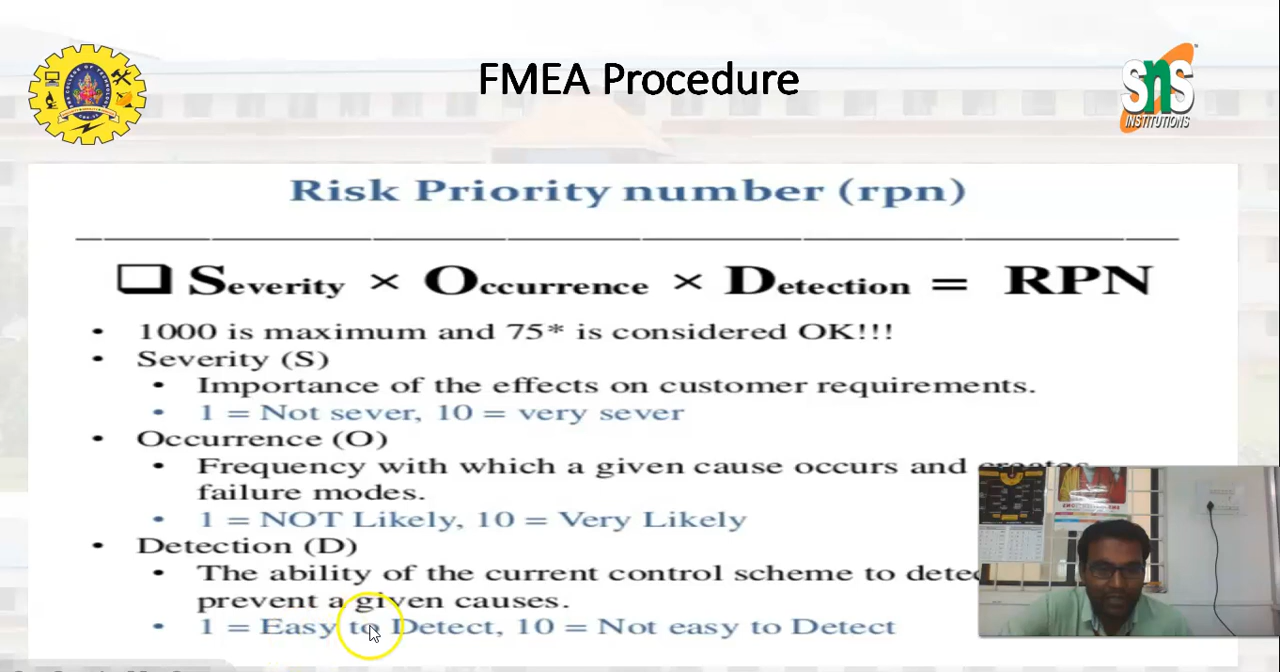 FMEA Procedure
SnS
INSTITUTIONS
Risk Priority number (rpn)
❑ Severity × Occurrence × Detection = RPN
• 1000 is maximum and 75* is considered OK!!!
• Severity (S)
• Importance of the effects on customer requirements.
• 1 = Not sever, 10 = very sever
• Occurrence (O)
• Frequency with which a given cause occurs and
failure modes.
• 1 = NOT Likely, 10 = Very Likely
• Detection (D)
• The ability of the current control scheme to
prevent a given causes.
• 1 = Easy to Detect, 10 = Not easy to Detect